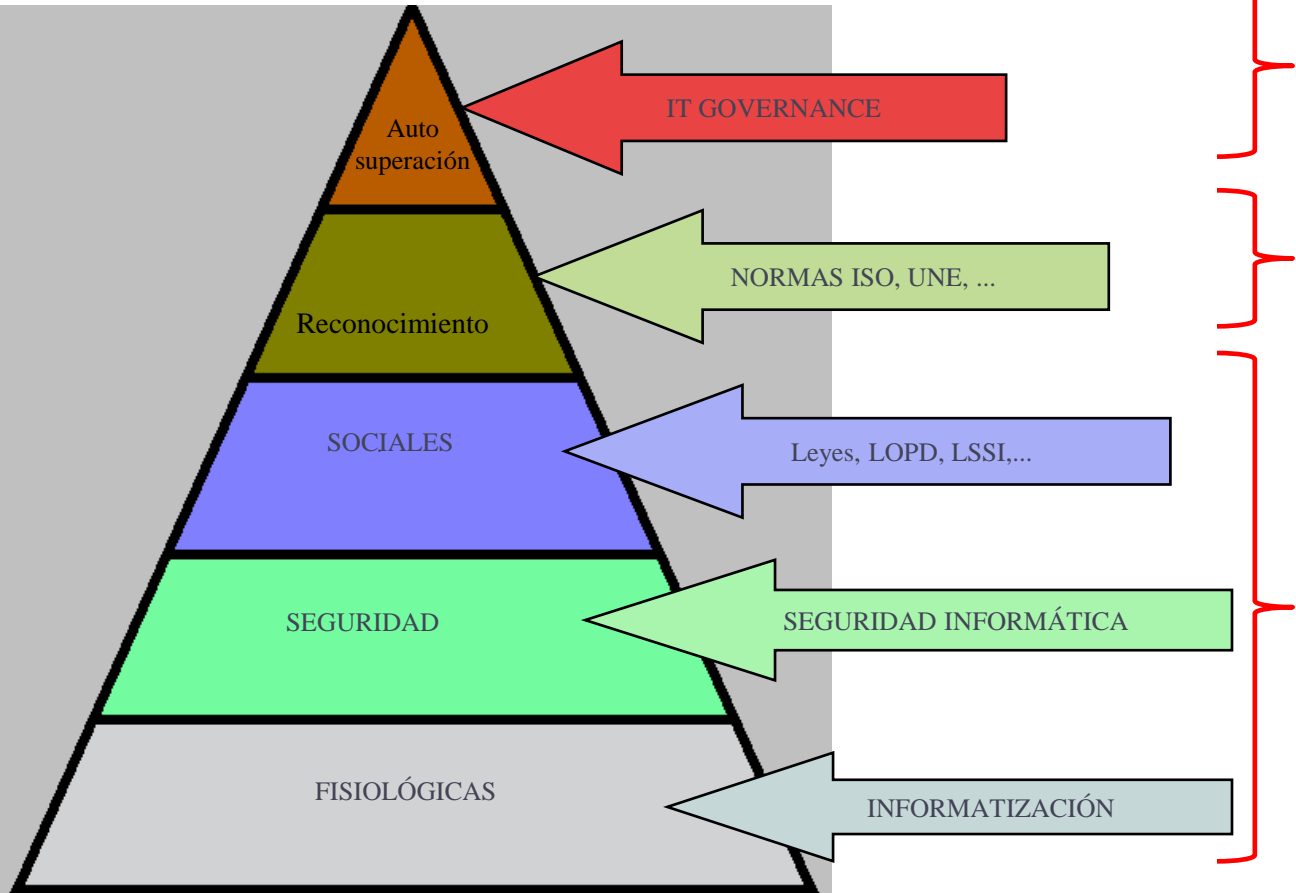 IT GOVERNANCE
Auto
superación
NORMAS ISO, UNE, ...
Reconocimiento
SOCIALES
Leyes, LOPD, LSSI,...
SEGURIDAD
SEGURIDAD INFORMÁTICA
FISIOLÓGICAS
INFORMATIZACIÓN